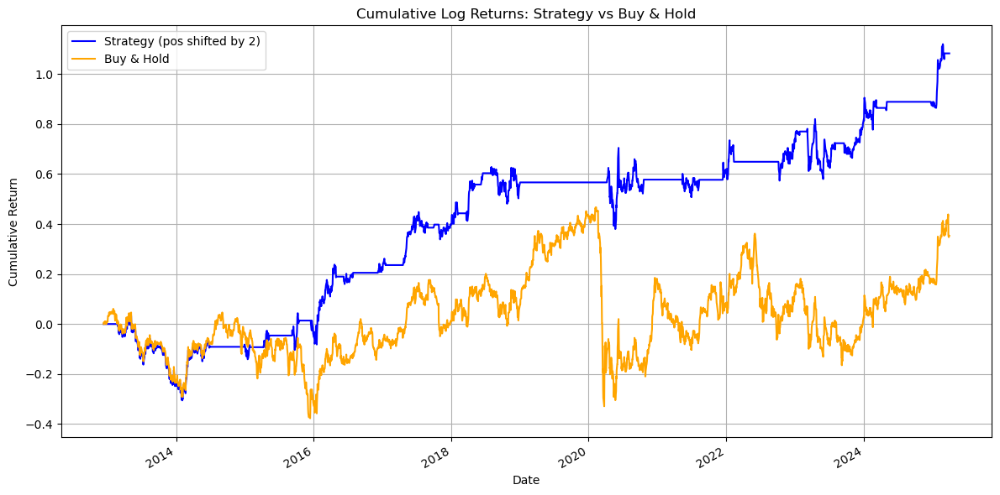 Cumulative Log Returns: Strategy vs Buy & Hold
Strategy (pos shifted by 2)
Buy & Hold
1.0
0.8
0.6
0.4
0.2
0.0
−0.2
−0.4
Cumulative Return
2014
2016
2018
2020
2022
2024
Date